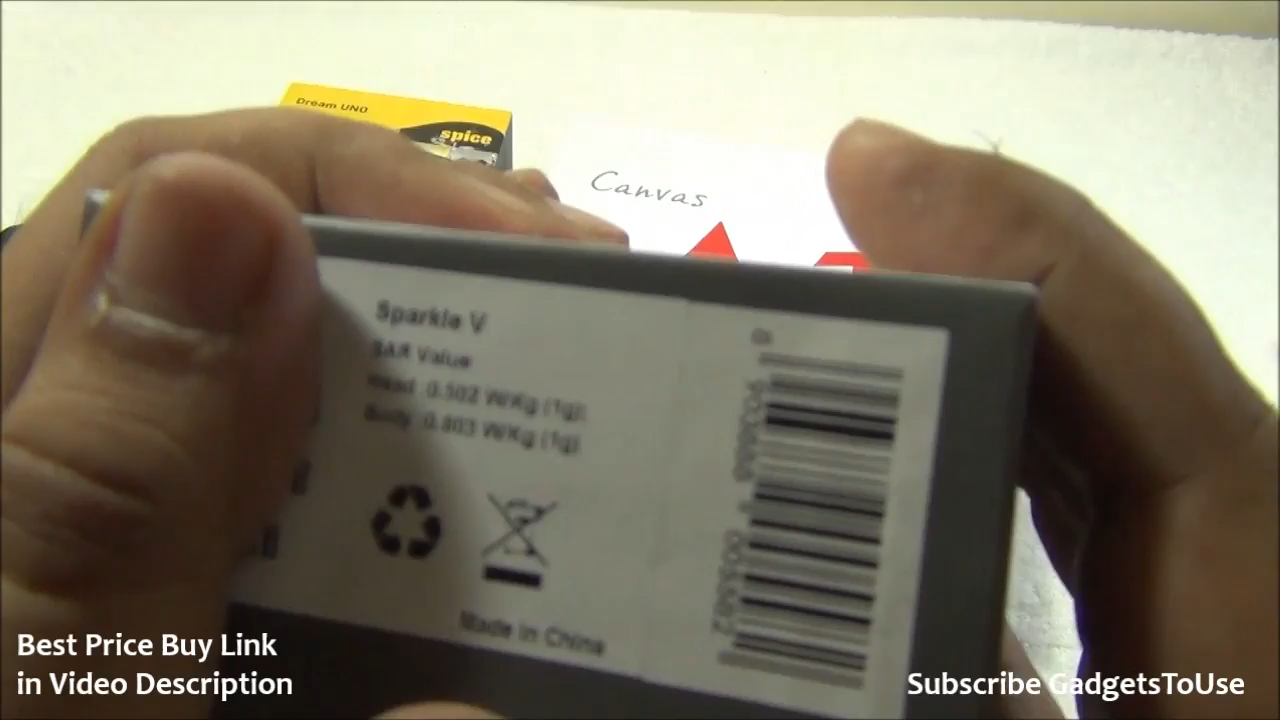 Dream UNO
spice
Canvas
Sparkle V
SAR Value
Head :0.502 W/Kg (1g)
Body :0.803 W/Kg (1g)
Made in China
Best Price Buy Link
in Video Description
Subscribe GadgetsToUse